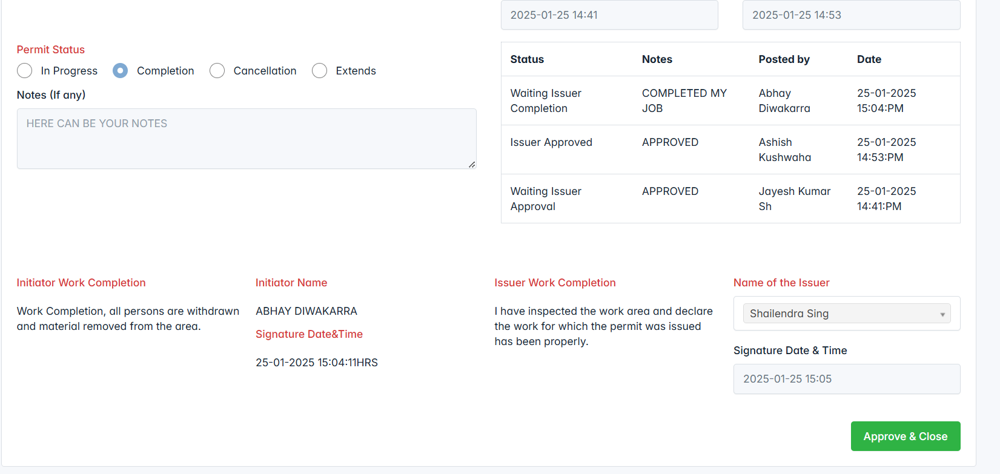 2025-01-25 14:41
2025-01-25 14:53
Permit Status
In Progress
Completion
Cancellation
Extends
Notes (If any)
HERE CAN BE YOUR NOTES
Status Notes Posted by Date
Waiting Issuer Completion COMPLETED MY JOB Abhay Diwakarra 25-01-2025 15:04:PM
Issuer Approved APPROVED Ashish Kushwaha 25-01-2025 14:53:PM
Waiting Issuer Approval APPROVED Jayesh Kumar Sh 25-01-2025 14:41:PM
Initiator Work Completion
Work Completion, all persons are withdrawn
and material removed from the area.
Initiator Name
ABHAY DIWAKARRA
Signature Date&Time
25-01-2025 15:04:11HRS
Issuer Work Completion
I have inspected the work area and declare
the work for which the permit was issued
has been properly.
Name of the Issuer
Shailendra Sing
Signature Date & Time
2025-01-25 15:05
Approve & Close